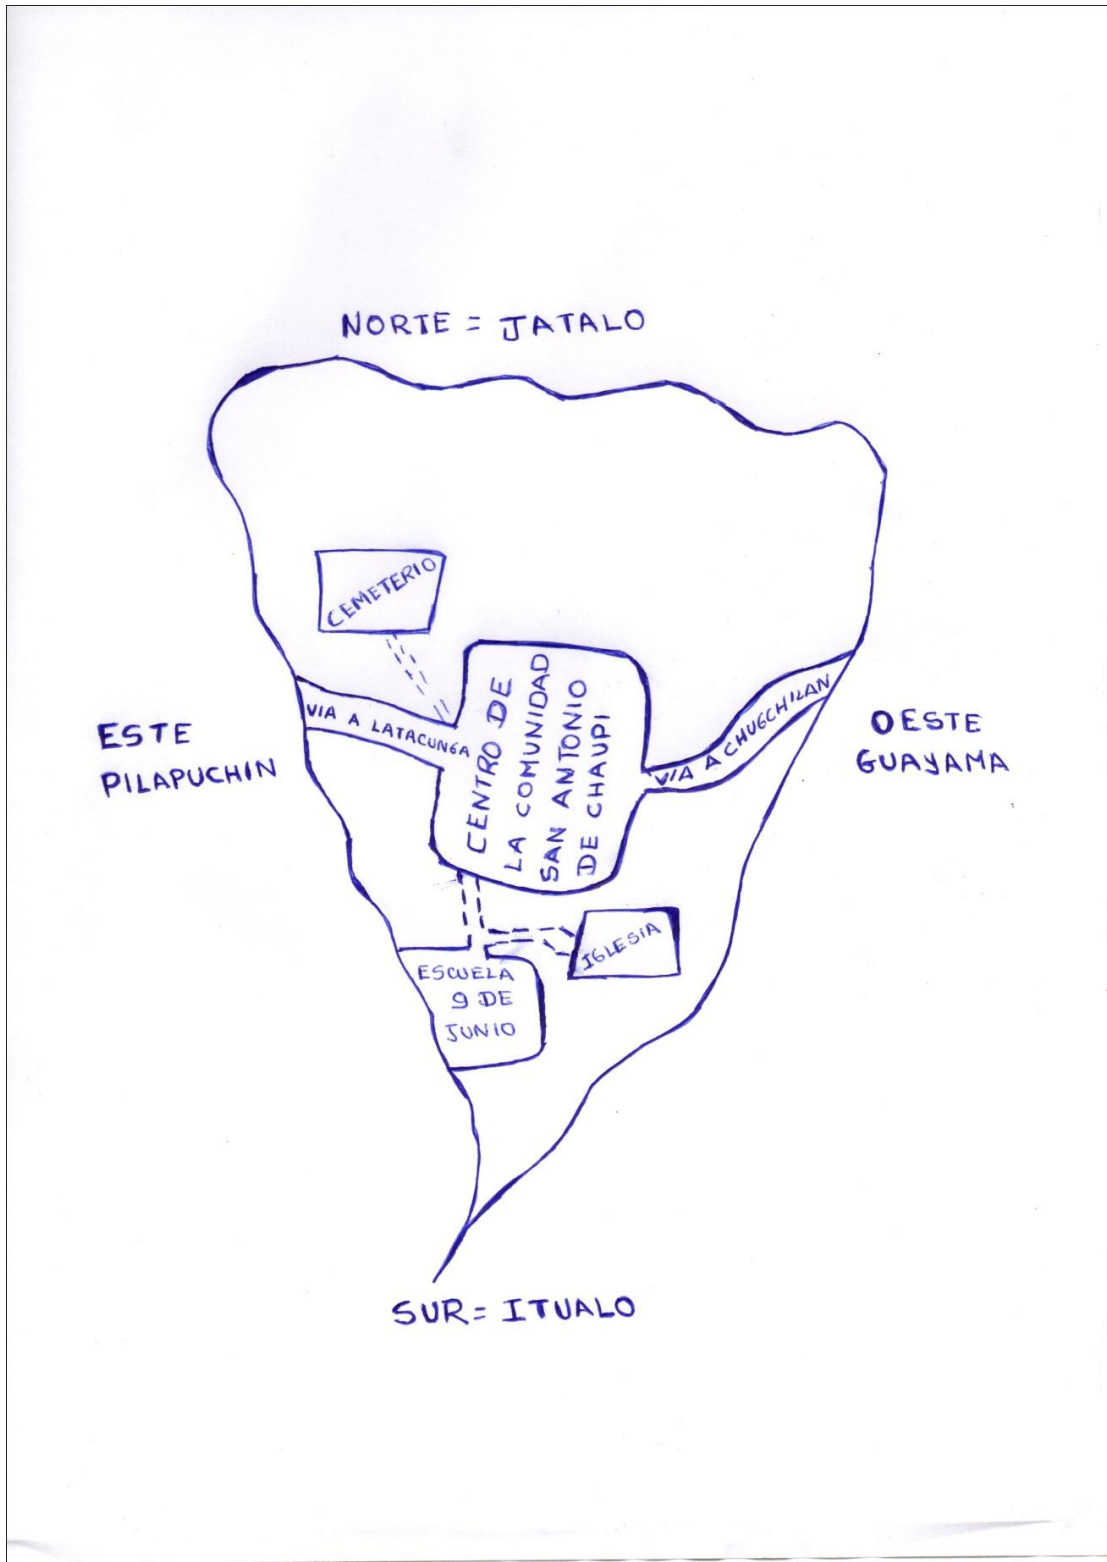 NORTE = JATALO
CEMETERIO
VIA A LATACUNGA
CENTRO DE
LA COMUNIDAD
SAN ANTONIO
DE CHAUPI
VIA A CHUGCHILAN
ESTE
PILAPUCHIN
OESTE
GUAYAMA
IGLESIA
ESCUELA
9 DE
JUNIO
SUR = ITUALO